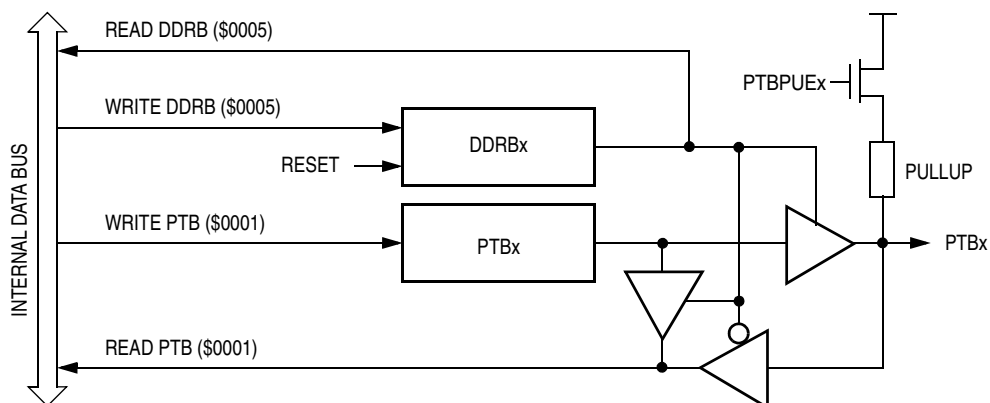 READ DDRB ($0005)
PTBPUEx
WRITE DDRB ($0005)
DDRBx
RESET
PULLUP
WRITE PTB ($0001)
PTBx
PTBx
INTERNAL DATA BUS
READ PTB ($0001)